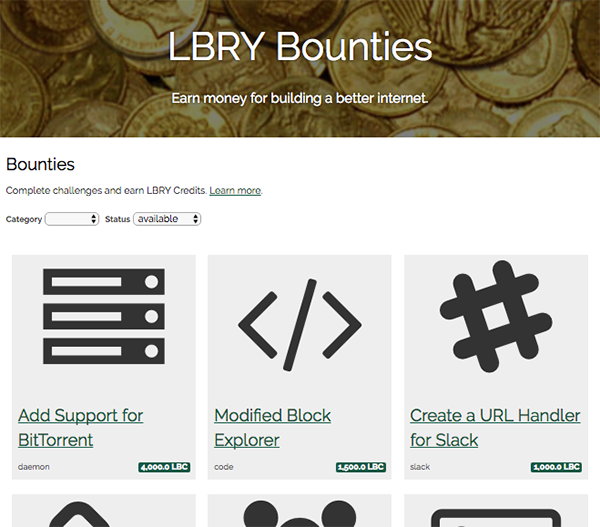 LBRY Bounties
Earn money for building a better internet.
Bounties
Complete challenges and earn LBRY Credits. Learn more.
Category Status available
Add Support for
BitTorrent
daemon 4,000.0 LBC
Modified Block
Explorer
code 1,500.0 LBC
Create a URL Handler
for Slack
slack 1,000.0 LBC